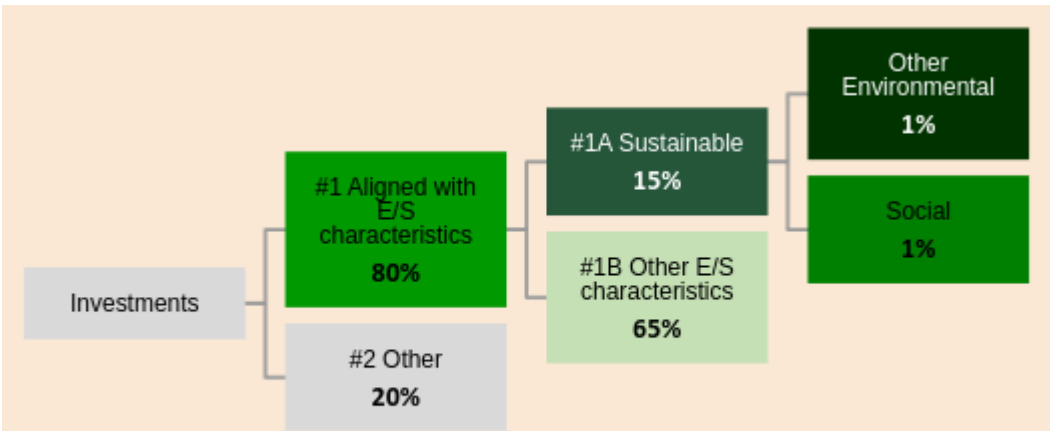 Investments
#1 Aligned with
E/S
characteristics
80%
#2 Other
20%
#1A Sustainable
15%
#1B Other E/S
characteristics
65%
Other
Environmental
1%
Social
1%